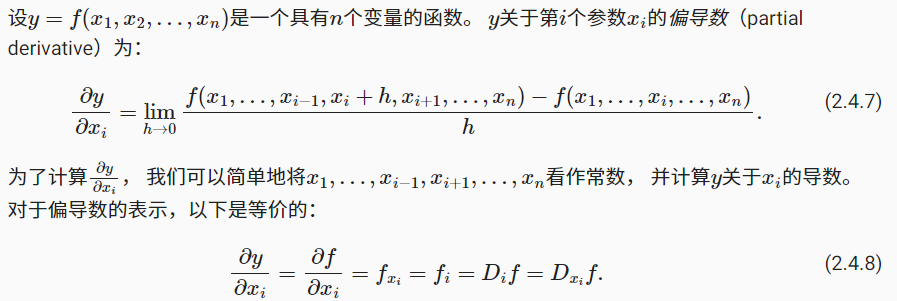 设$y = f(x_1, x_2, \ldots, x_n)$是一个具有$n$个变量的函数。 $y$关于第$i$个参数$x_i$的偏导数（partial
derivative）为：
$$\frac{\partial y}{\partial x_i} = \lim_{h \to 0} \frac{f(x_1, \ldots, x_{i-1}, x_i + h, x_{i+1}, \ldots, x_n) - f(x_1, \ldots, x_i, \ldots, x_n)}{h}.$$ (2.4.7)
为了计算$\frac{\partial y}{\partial x_i}$， 我们可以简单地将$x_1, \ldots, x_{i-1}, x_{i+1}, \ldots, x_n$看作常数， 并计算$y$关于$x_i$的导数。
对于偏导数的表示，以下是等价的：
$$\frac{\partial y}{\partial x_i} = \frac{\partial f}{\partial x_i} = f_{x_i} = f_i = D_i f = D_{x_i} f.$$ (2.4.8)